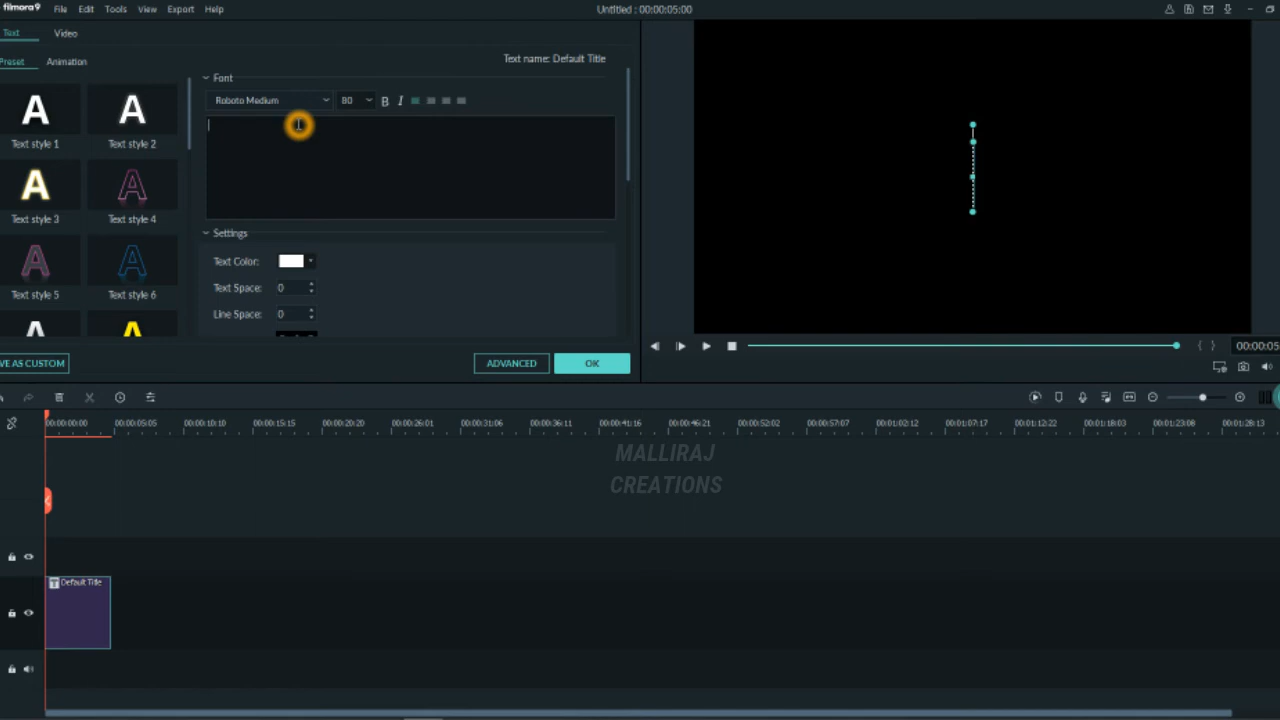 filmora9 File Edit Tools View Export Help Untitled : 00:00:05:00
Text Video
Preset Animation Text name: Default Title
Font
Roboto Medium 80 B I
A A
Text style 1 Text style 2
A A
Text style 3 Text style 4
A A
Text style 5 Text style 6
A A
Settings
Text Color:
Text Space: 0
Line Space: 0
VE AS CUSTOM ADVANCED OK
00:00:05
00:00:00:00 00:00:05:05 00:00:10:10 00:00:15:15 00:00:20:20 00:00:26:01 00:00:31:06 00:00:36:11 00:00:41:16 00:00:46:21 00:00:52:02 00:00:57:07 00:01:02:12 00:01:07:17 00:01:12:22 00:01:18:03 00:01:23:08 00:01:28:13
MALLIRAJ
CREATIONS
T Default Title